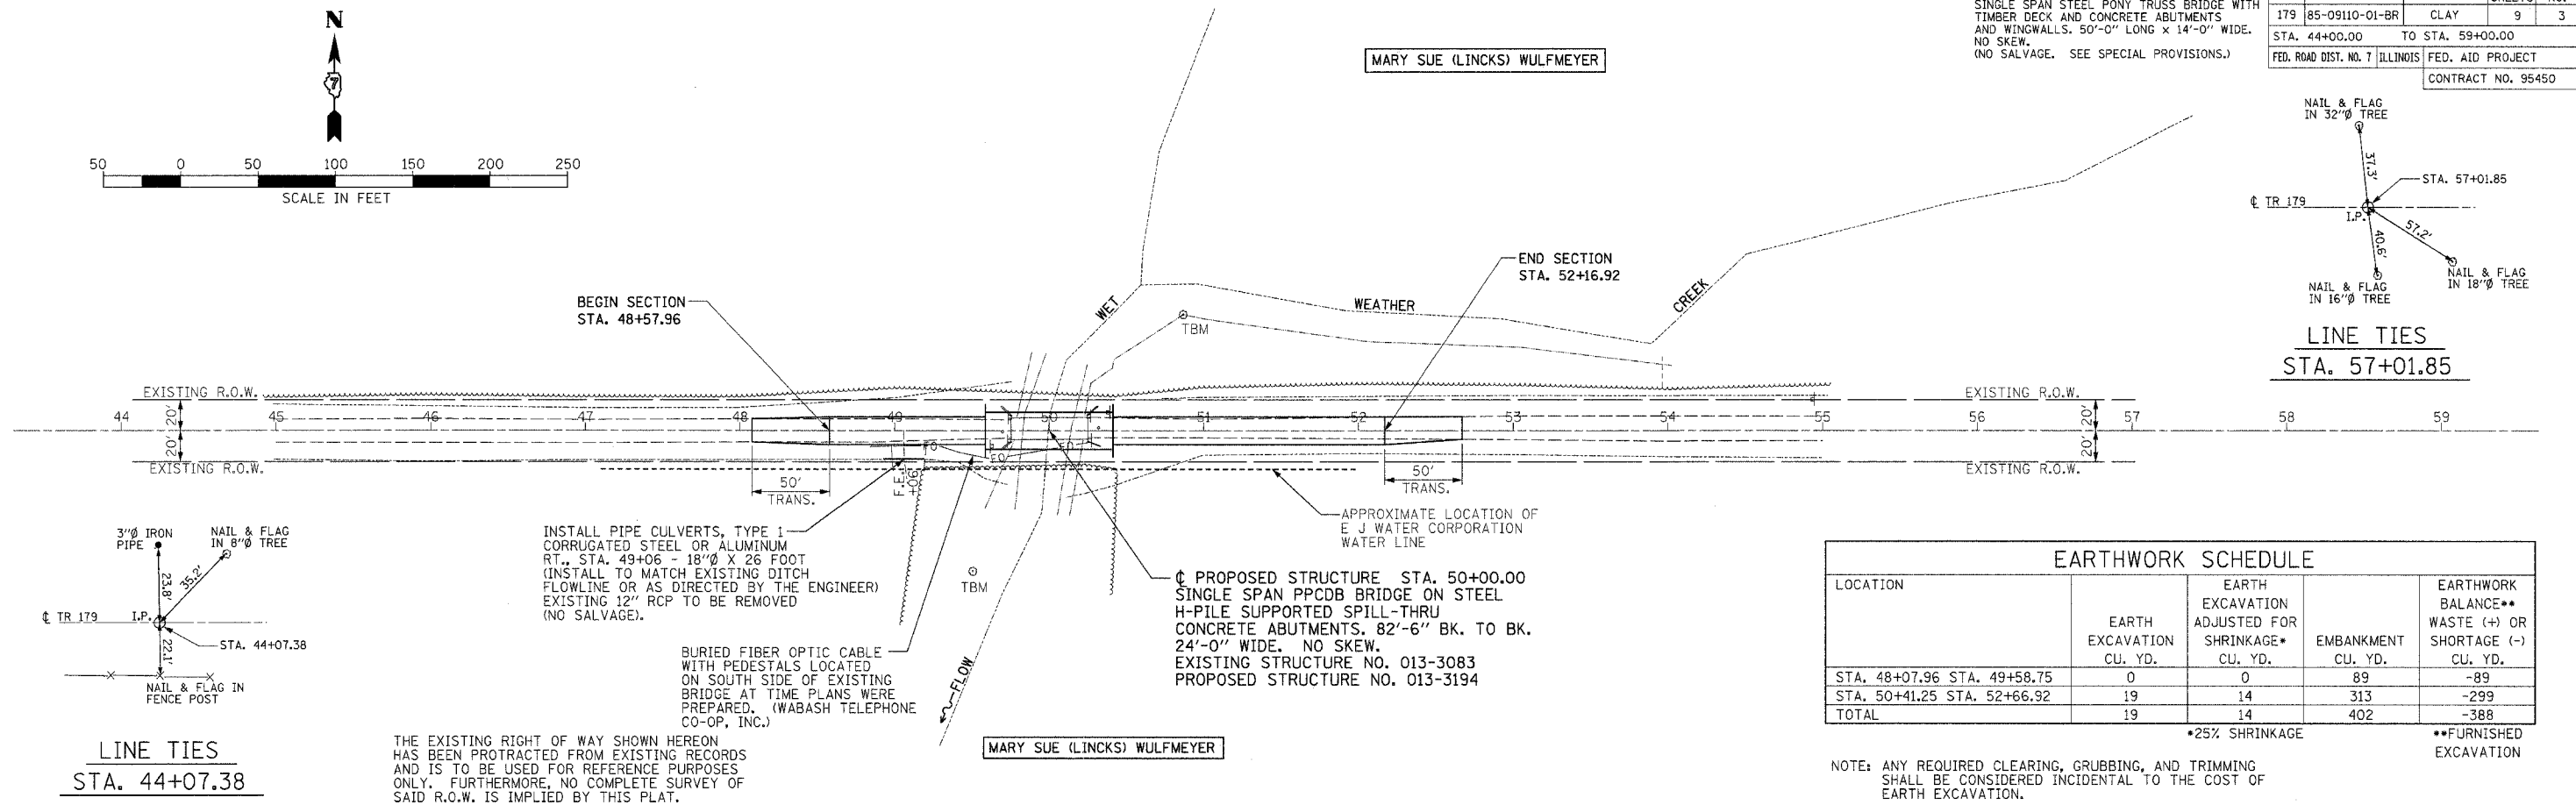 SINGLE SPAN STEEL PONY TRUSS BRIDGE WITH
TIMBER DECK AND CONCRETE ABUTMENTS
AND WINGWALLS. 50'-0" LONG x 14'-0" WIDE.
NO SKEW.
(NO SALVAGE. SEE SPECIAL PROVISIONS.)
179 85-09110-01-BR CLAY 9 3
STA. 44+00.00 TO STA. 59+00.00
FED. ROAD DIST. NO. 7 ILLINOIS FED. AID PROJECT
CONTRACT NO. 95450
N
7
50 0 50 100 150 200 250
SCALE IN FEET
MARY SUE (LINCKS) WULFMEYER
NAIL & FLAG
IN 32"Ø TREE
37.3'
STA. 57+01.85
℄ TR 179
I.P.
57.2'
40.6'
NAIL & FLAG
IN 18"Ø TREE
NAIL & FLAG
IN 16"Ø TREE
LINE TIES
STA. 57+01.85
BEGIN SECTION
STA. 48+57.96
END SECTION
STA. 52+16.92
WET
WEATHER
CREEK
TBM
EXISTING R.O.W.
EXISTING R.O.W.
20'
20'
44 45 46 47 48 49 50 51 52 53 54 55 56 57 58 59
20'
20'
EXISTING R.O.W.
EXISTING R.O.W.
FO
FO
FO
F.E.
+06
50'
TRANS.
50'
TRANS.
INSTALL PIPE CULVERTS, TYPE 1
CORRUGATED STEEL OR ALUMINUM
RT., STA. 49+06 - 18"Ø X 26 FOOT
(INSTALL TO MATCH EXISTING DITCH
FLOWLINE OR AS DIRECTED BY THE ENGINEER)
EXISTING 12" RCP TO BE REMOVED
(NO SALVAGE).
APPROXIMATE LOCATION OF
E J WATER CORPORATION
WATER LINE
TBM
FLOW
℄ PROPOSED STRUCTURE STA. 50+00.00
SINGLE SPAN PPCDB BRIDGE ON STEEL
H-PILE SUPPORTED SPILL-THRU
CONCRETE ABUTMENTS. 82'-6" BK. TO BK.
24'-0" WIDE. NO SKEW.
EXISTING STRUCTURE NO. 013-3083
PROPOSED STRUCTURE NO. 013-3194
BURIED FIBER OPTIC CABLE
WITH PEDESTALS LOCATED
ON SOUTH SIDE OF EXISTING
BRIDGE AT TIME PLANS WERE
PREPARED. (WABASH TELEPHONE
CO-OP, INC.)
3"Ø IRON
PIPE
NAIL & FLAG
IN 8"Ø TREE
23.8'
35.2'
℄ TR 179
I.P.
STA. 44+07.38
22.1'
NAIL & FLAG IN
FENCE POST
LINE TIES
STA. 44+07.38
THE EXISTING RIGHT OF WAY SHOWN HEREON
HAS BEEN PROTRACTED FROM EXISTING RECORDS
AND IS TO BE USED FOR REFERENCE PURPOSES
ONLY. FURTHERMORE, NO COMPLETE SURVEY OF
SAID R.O.W. IS IMPLIED BY THIS PLAT.
MARY SUE (LINCKS) WULFMEYER
EARTHWORK SCHEDULE
LOCATION
EARTH
EXCAVATION
CU. YD.
EARTH
EXCAVATION
ADJUSTED FOR
SHRINKAGE*
CU. YD.
EMBANKMENT
CU. YD.
EARTHWORK
BALANCE**
WASTE (+) OR
SHORTAGE (-)
CU. YD.
STA. 48+07.96 STA. 49+58.75 0 0 89 -89
STA. 50+41.25 STA. 52+66.92 19 14 313 -299
TOTAL 19 14 402 -388
*25% SHRINKAGE
**FURNISHED
EXCAVATION
NOTE: ANY REQUIRED CLEARING, GRUBBING, AND TRIMMING
SHALL BE CONSIDERED INCIDENTAL TO THE COST OF
EARTH EXCAVATION.